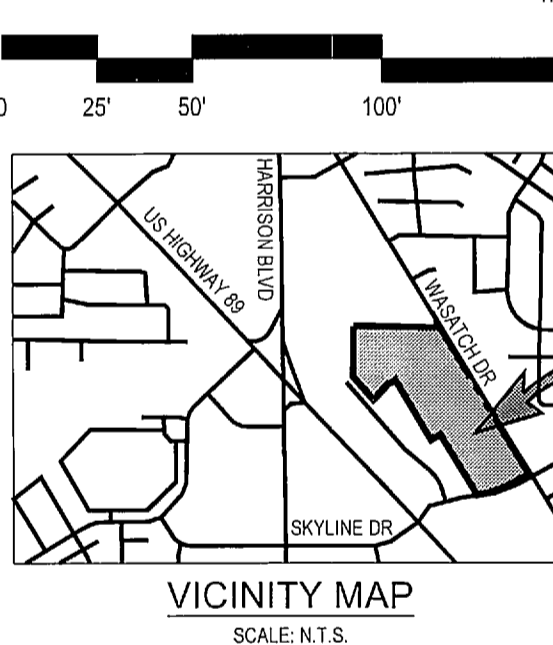 25' 50' 100'
HARRISON BLVD
US HIGHWAY 89
WASATCH DR
SKYLINE DR
VICINITY MAP
SCALE: N.T.S.